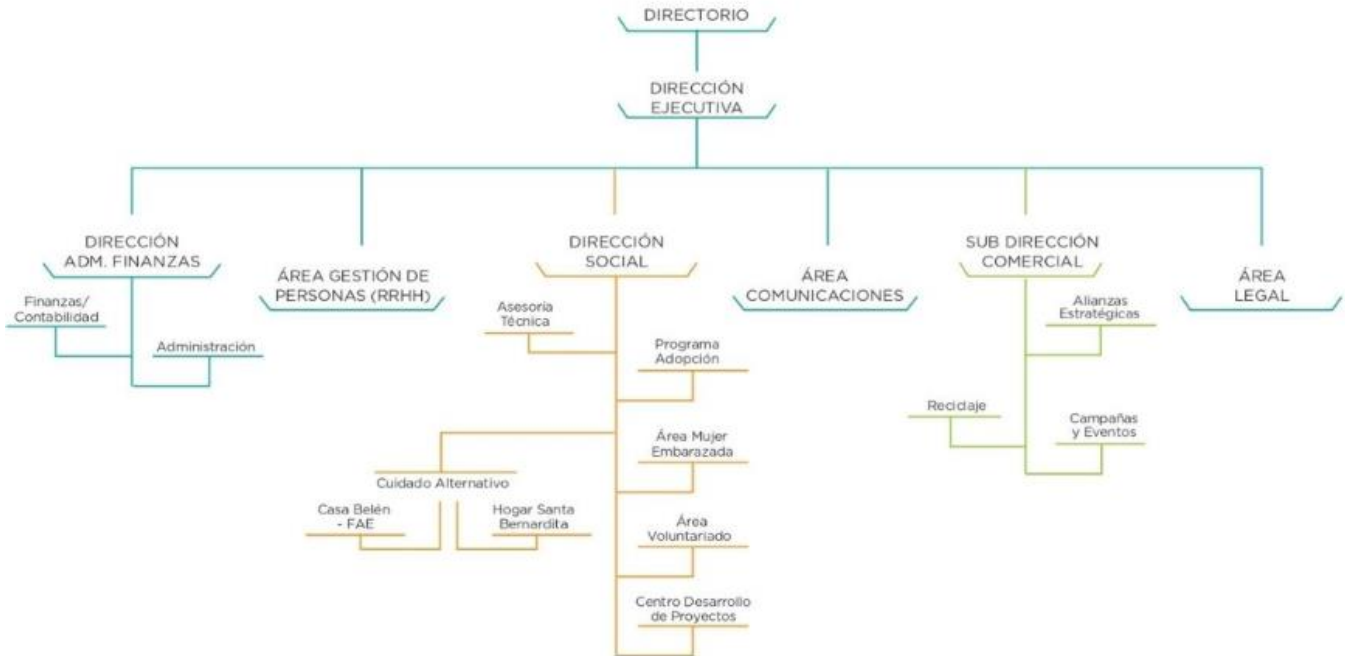 DIRECTORIO
DIRECCIÓN
EJECUTIVA
DIRECCIÓN
ADM. FINANZAS
Finanzas/
Contabilidad
Administración
ÁREA GESTIÓN DE
PERSONAS (RRHH)
DIRECCIÓN
SOCIAL
Asesoría
Técnica
Programa
Adopción
Área Mujer
Embarazada
Cuidado Alternativo
Casa Belén
- FAE
Hogar Santa
Bernardita
Área
Voluntariado
Centro Desarrollo
de Proyectos
ÁREA
COMUNICACIONES
SUB DIRECCIÓN
COMERCIAL
Alianzas
Estratégicas
Reciclaje
Campañas
y Eventos
ÁREA
LEGAL